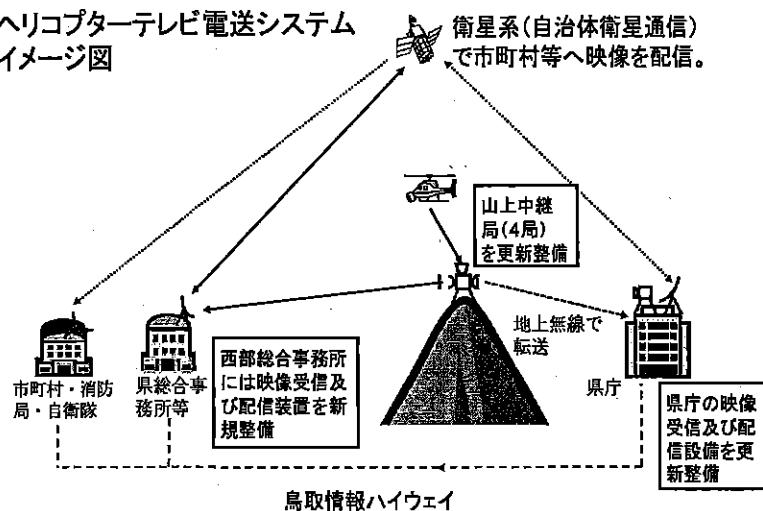 ヘリコプターテレビ電送システム
イメージ図
衛星系(自治体衛星通信)
で市町村等へ映像を配信。
山上中継
局(4局)
を更新整備
地上無線で
転送
市町村・消防
局・自衛隊
県総合事
務所等
西部総合事務所
には映像受信及
び配信装置を新
規整備
県庁
県庁の映像
受信及び配
信設備を更
新整備
鳥取情報ハイウェイ